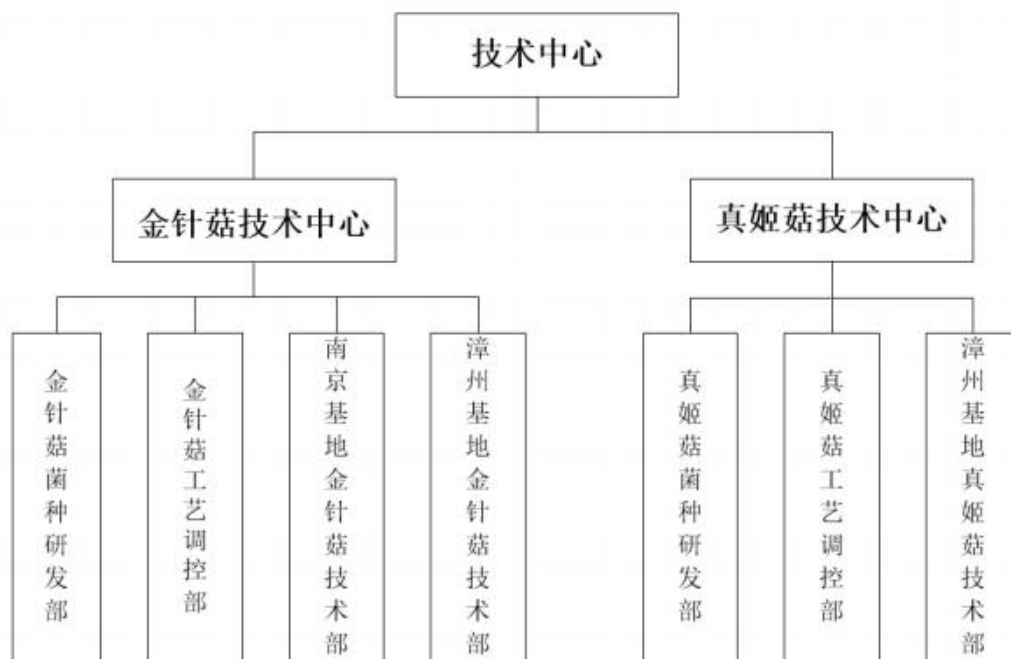 技术中心
金针菇技术中心
真姬菇技术中心
金针菇菌种研发部
金针菇工艺调控部
南京基地金针菇技术部
漳州基地金针菇技术部
真姬菇菌种研发部
真姬菇工艺调控部
漳州基地真姬菇技术部